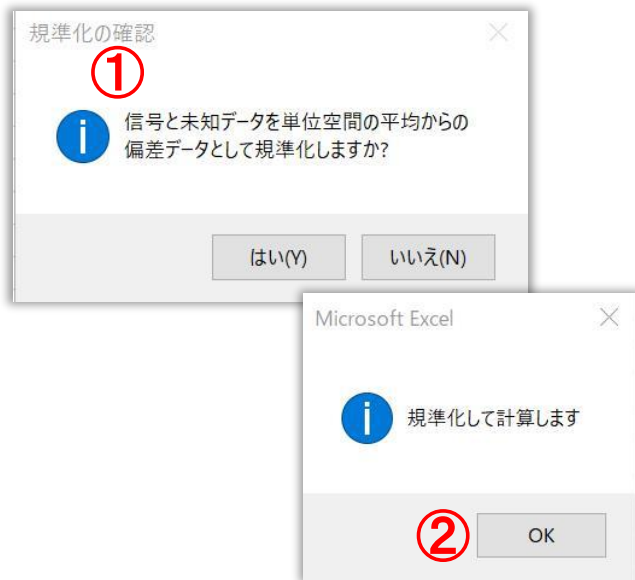 規準化の確認
①
信号と未知データを単位空間の平均からの
偏差データとして規準化しますか?
はい(Y) いいえ(N)
Microsoft Excel
規準化して計算します
② OK